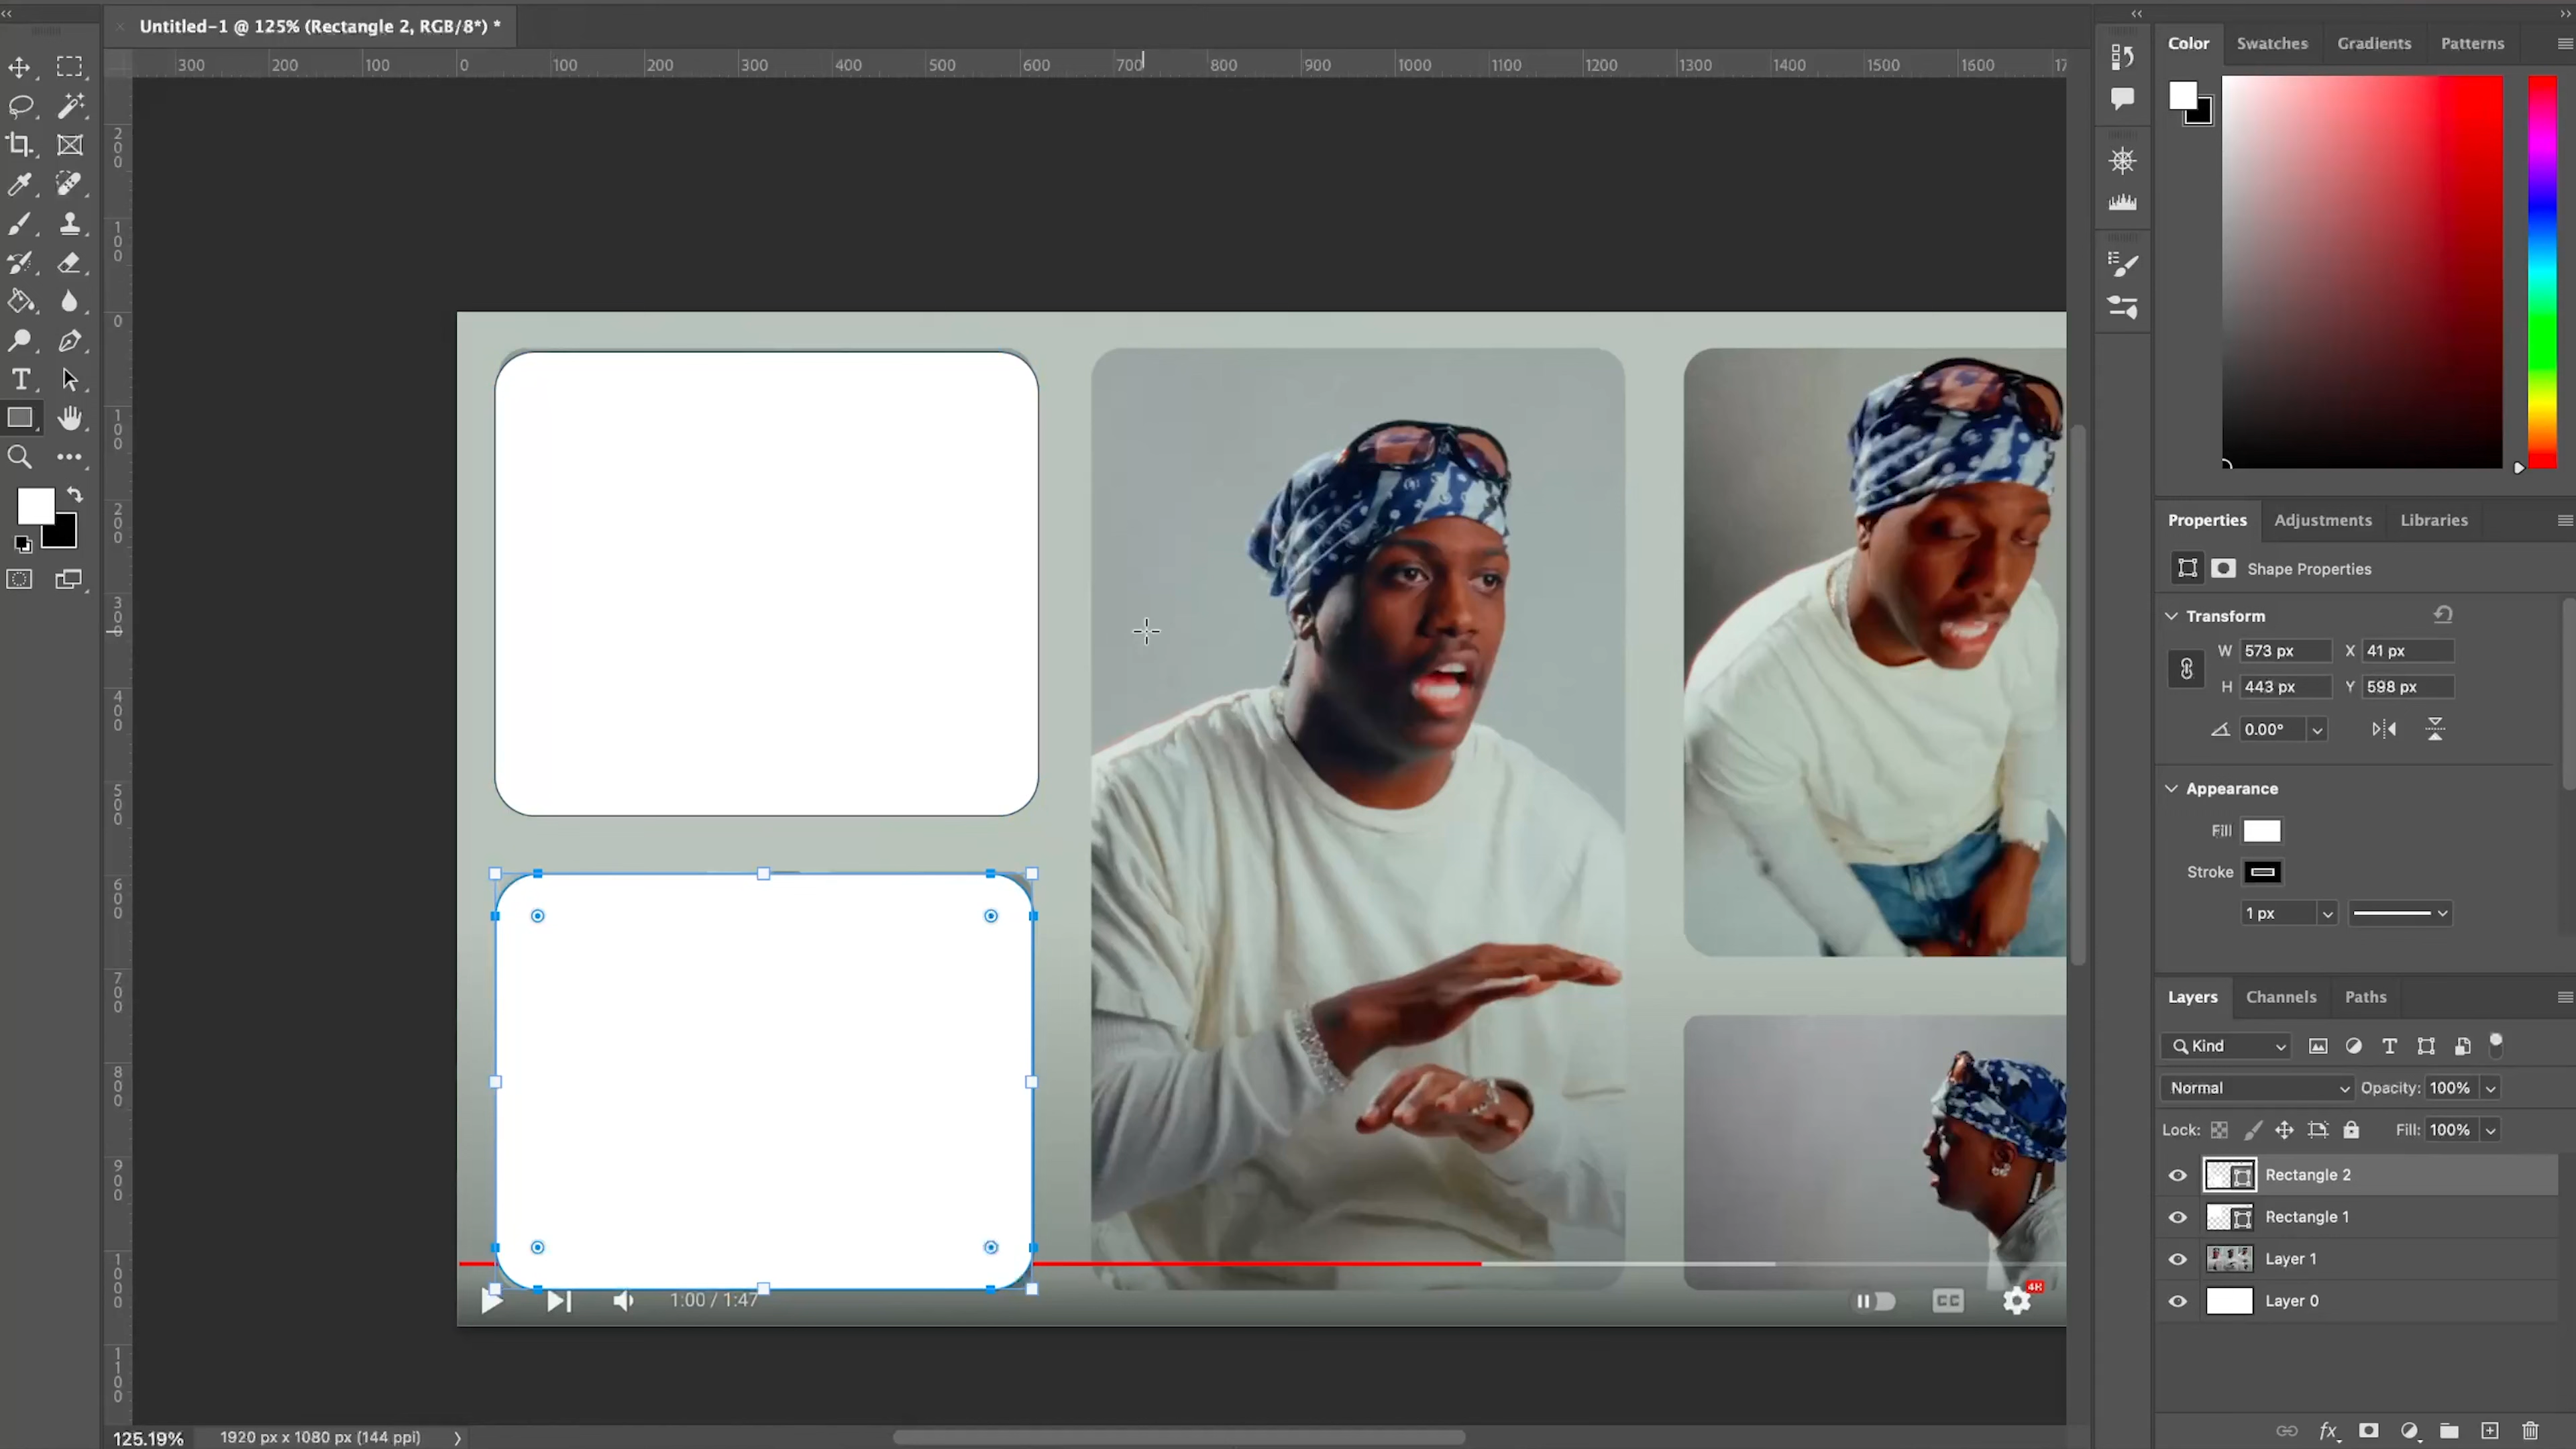 Untitled-1 @ 125% (Rectangle 2, RGB/8*) *
300 200 100 0 100 200 300 400 500 600 700 800 900 1000 1100 1200 1300 1400 1500 1600 17
200
100
0
100
200
300
400
500
600
700
800
900
1000
1100
T
Color Swatches Gradients Patterns
Properties Adjustments Libraries
Shape Properties
Transform
W 573 px X 41 px
H 443 px Y 598 px
0.00°
Appearance
Fill
Stroke
1 px
Layers Channels Paths
Kind
Normal Opacity: 100%
Lock: Fill: 100%
Rectangle 2
Rectangle 1
Layer 1
Layer 0
fx
1:00 / 1:47
CC
4K
125.19% 1920 px x 1080 px (144 ppi)